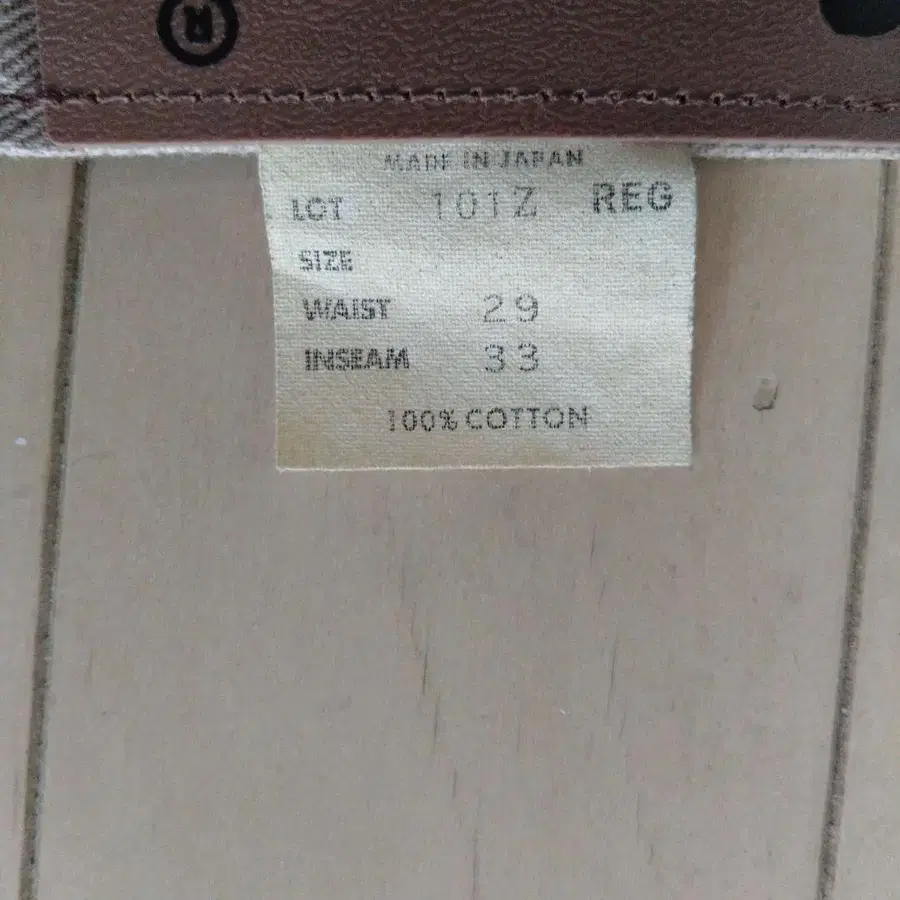 ®
MADE IN JAPAN
LOT 101Z REG
SIZE
WAIST 29
INSEAM 33
100% COTTON